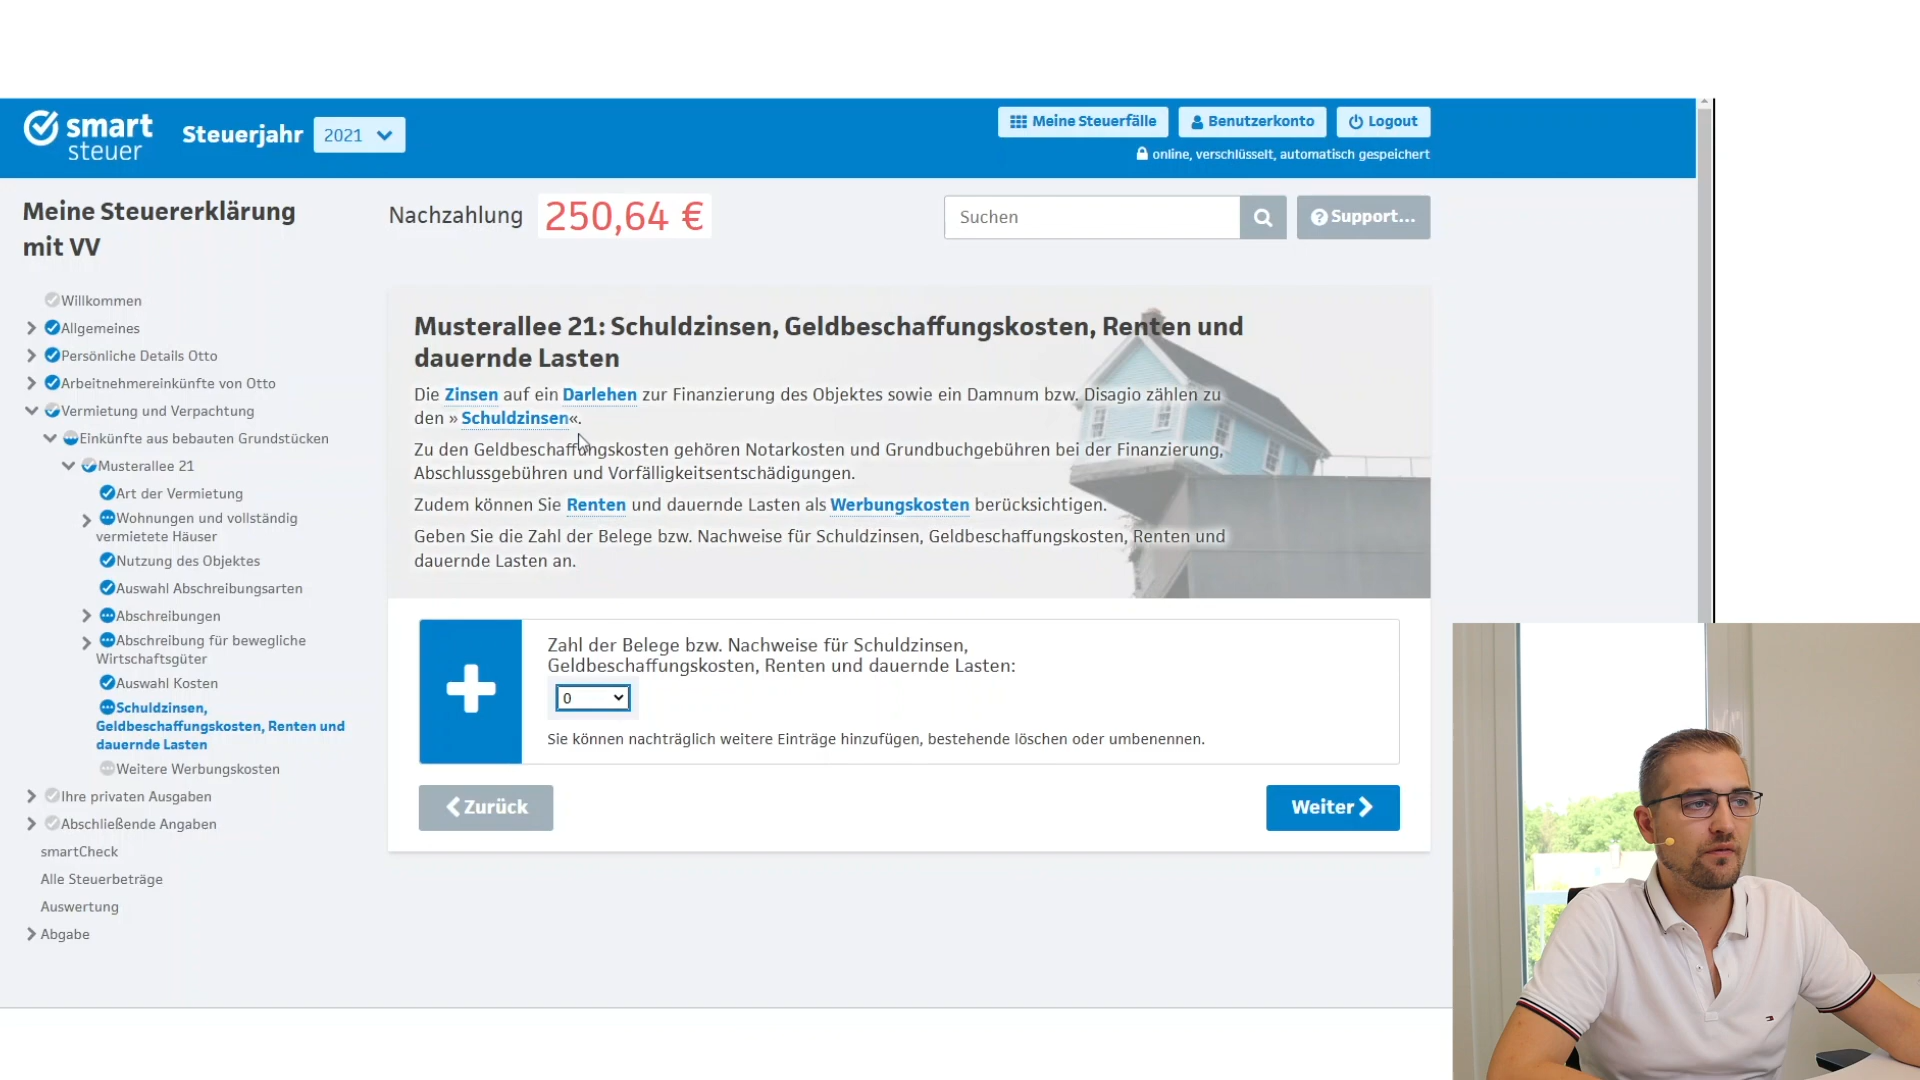 smart
steuer
Steuerjahr
2021
Meine Steuerfälle
Benutzerkonto
Logout
online, verschlüsselt, automatisch gespeichert
Meine Steuererklärung
mit VV
Nachzahlung
250,64 €
Suchen
Support...
Willkommen
Allgemeines
Persönliche Details Otto
Arbeitnehmereinkünfte von Otto
Vermietung und Verpachtung
Einkünfte aus bebauten Grundstücken
Musterallee 21
Art der Vermietung
Wohnungen und vollständig
vermietete Häuser
Nutzung des Objektes
Auswahl Abschreibungsarten
Abschreibungen
Abschreibung für bewegliche
Wirtschaftsgüter
Auswahl Kosten
Schuldzinsen,
Geldbeschaffungskosten, Renten und
dauernde Lasten
Weitere Werbungskosten
Ihre privaten Ausgaben
Abschließende Angaben
smartCheck
Alle Steuerbeträge
Auswertung
Abgabe
Musterallee 21: Schuldzinsen, Geldbeschaffungskosten, Renten und
dauernde Lasten
Die Zinsen auf ein Darlehen zur Finanzierung des Objektes sowie ein Damnum bzw. Disagio zählen zu
den » Schuldzinsen«.
Zu den Geldbeschaffungskosten gehören Notarkosten und Grundbuchgebühren bei der Finanzierung,
Abschlussgebühren und Vorfälligkeitsentschädigungen.
Zudem können Sie Renten und dauernde Lasten als Werbungskosten berücksichtigen.
Geben Sie die Zahl der Belege bzw. Nachweise für Schuldzinsen, Geldbeschaffungskosten, Renten und
dauernde Lasten an.
Zahl der Belege bzw. Nachweise für Schuldzinsen,
Geldbeschaffungskosten, Renten und dauernde Lasten:
0
Sie können nachträglich weitere Einträge hinzufügen, bestehende löschen oder umbenennen.
Zurück
Weiter